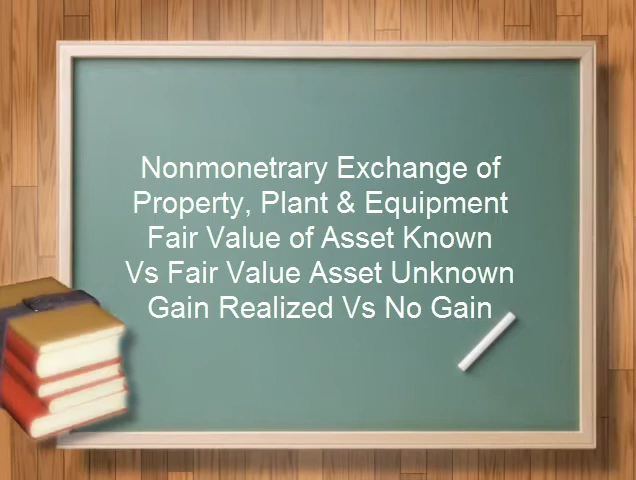 Nonmonetrary Exchange of
Property, Plant & Equipment
Fair Value of Asset Known
Vs Fair Value Asset Unknown
Gain Realized Vs No Gain